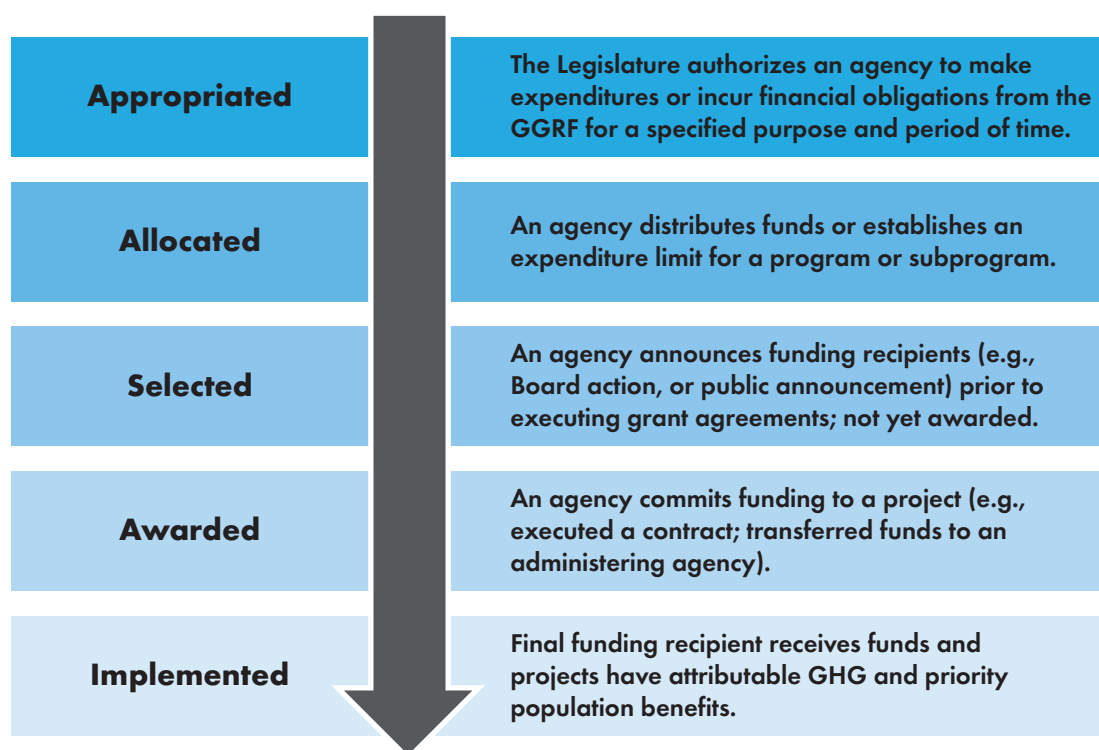 Appropriated
The Legislature authorizes an agency to make
expenditures or incur financial obligations from the
GGRF for a specified purpose and period of time.
Allocated
An agency distributes funds or establishes an
expenditure limit for a program or subprogram.
Selected
An agency announces funding recipients (e.g.,
Board action, or public announcement) prior to
executing grant agreements; not yet awarded.
Awarded
An agency commits funding to a project (e.g.,
executed a contract; transferred funds to an
administering agency).
Implemented
Final funding recipient receives funds and
projects have attributable GHG and priority
population benefits.